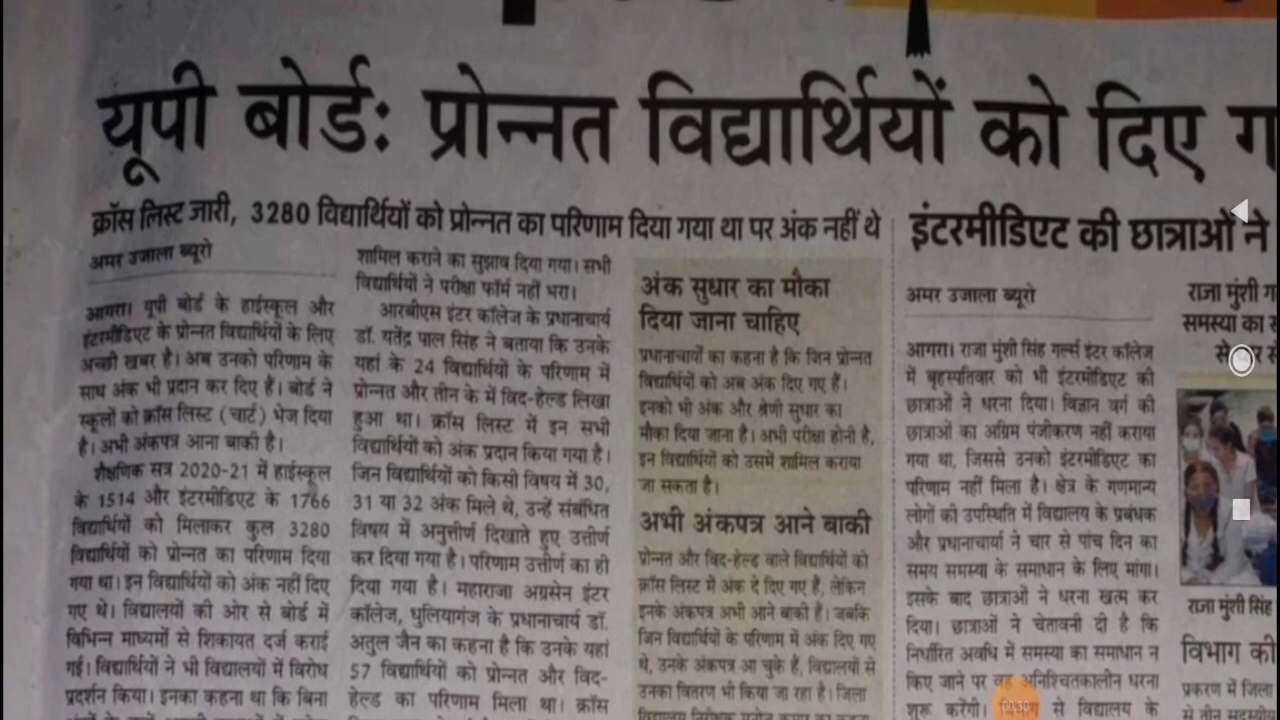 यूपी बोर्ड: प्रोन्नत विद्यार्थियों को दिए
क्रॉस लिस्ट जारी, 3280 विद्यार्थियों को प्रोन्नत का परिणाम दिया गया था पर अंक नहीं थे
अमर उजाला ब्यूरो
आगरा। यूपी बोर्ड के हाईस्कूल और
इंटरमीडिएट के प्रोन्नत विद्यार्थियों के लिए
अच्छी खबर है। अब उनको परिणाम के
साथ अंक भी प्रदान कर दिए हैं। बोर्ड ने
स्कूलों को क्रॉस लिस्ट (चार्ट) भेज दिया
है। अभी अंकपत्र आना बाकी है।
शैक्षणिक सत्र 2020-21 में हाईस्कूल
के 1514 और इंटरमीडिएट के 1766
विद्यार्थियों को मिलाकर कुल 3280
विद्यार्थियों को प्रोन्नत का परिणाम दिया
गया था। इन विद्यार्थियों को अंक नहीं दिए
गए थे। विद्यालयों की ओर से बोर्ड में
विभिन्न माध्यमों से शिकायत दर्ज कराई
गई। विद्यार्थियों ने भी विद्यालयों में विरोध
प्रदर्शन किया। इनका कहना था कि बिना
शामिल कराने का सुझाव दिया गया। सभी
विद्यार्थियों ने परीक्षा फॉर्म नहीं भरा।
आरबीएस इंटर कॉलेज के प्रधानाचार्य
डॉ. यतेंद्र पाल सिंह ने बताया कि उनके
यहां के 24 विद्यार्थियों के परिणाम में
प्रोन्नत और तीन के में विद-हेल्ड लिखा
हुआ था। क्रॉस लिस्ट में इन सभी
विद्यार्थियों को अंक प्रदान किया गया है।
जिन विद्यार्थियों को किसी विषय में 30,
31 या 32 अंक मिले थे, उन्हें संबंधित
विषय में अनुत्तीर्ण दिखाते हुए उत्तीर्ण
कर दिया गया है। परिणाम उत्तीर्ण का ही
दिया गया है। महाराजा अग्रसेन इंटर
कॉलेज, धुलियागंज के प्रधानाचार्य डॉ.
अतुल जैन का कहना है कि उनके यहां
57 विद्यार्थियों को प्रोन्नत और विद-
हेल्ड का परिणाम मिला था। क्रॉस
अंक सुधार का मौका
दिया जाना चाहिए
प्रधानाचार्यों का कहना है कि जिन प्रोन्नत
विद्यार्थियों को अब अंक दिए गए हैं।
इनको भी अंक और श्रेणी सुधार का
मौका दिया जाना है। अभी परीक्षा होनी है,
इन विद्यार्थियों को उसमें शामिल कराया
जा सकता है।
अभी अंकपत्र आने बाकी
प्रोन्नत और विद-हेल्ड वाले विद्यार्थियों को
क्रॉस लिस्ट में अंक दे दिए गए हैं, लेकिन
इनके अंकपत्र अभी आने बाकी हैं। जबकि
जिन विद्यार्थियों के परिणाम में अंक दिए गए
थे, उनके अंकपत्र आ चुके हैं, विद्यालयों से
उनका वितरण भी किया जा रहा है। जिला
इंटरमीडिएट की छात्राओं ने
अमर उजाला ब्यूरो
आगरा। राजा मुंशी सिंह गर्ल्स इंटर कॉलेज
में बृहस्पतिवार को भी इंटरमीडिएट की
छात्राओं ने धरना दिया। विज्ञान वर्ग की
छात्राओं का अग्रिम पंजीकरण नहीं कराया
गया था, जिससे उनको इंटरमीडिएट का
परिणाम नहीं मिला है। क्षेत्र के गणमान्य
लोगों की उपस्थिति में विद्यालय के प्रबंधक
और प्रधानाचार्या ने चार से पांच दिन का
समय समस्या के समाधान के लिए मांगा।
इसके बाद छात्राओं ने धरना खत्म कर
दिया। छात्राओं ने चेतावनी दी है कि
निर्धारित अवधि में समस्या का समाधान न
किए जाने पर वह अनिश्चितकालीन धरना
शुरू करेंगी। से विद्यालय के
राजा मुंशी
समस्या का
राजा मुंशी सिंह
विभाग की
प्रकरण में जिला
से तीन सदस्यीय
00:30